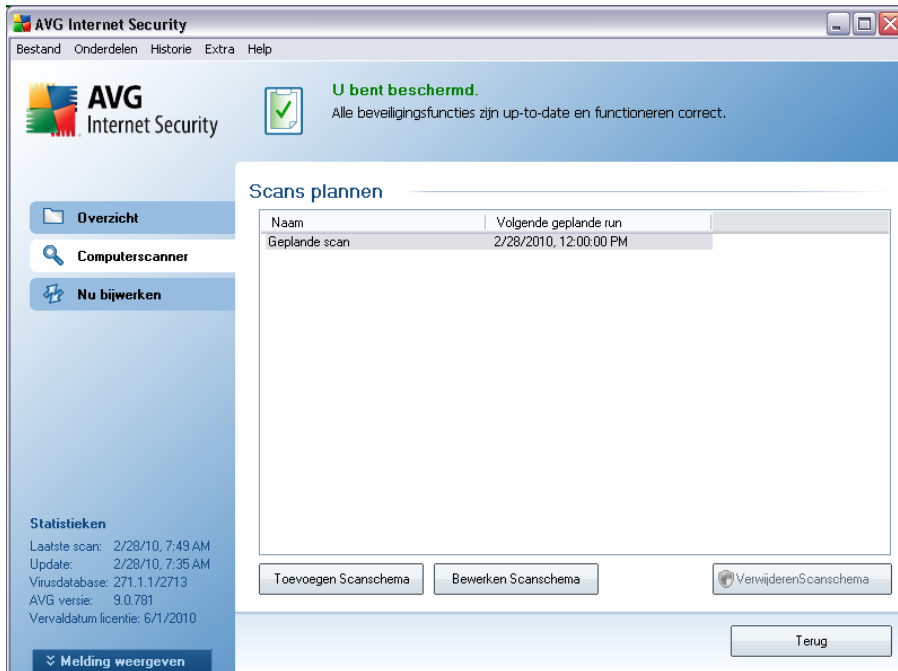 AVG Internet Security
Bestand Onderdelen Historie Extra Help
AVG
Internet Security
U bent beschermd.
Alle beveiligingsfuncties zijn up-to-date en functioneren correct.
Overzicht
Computerscanner
Nu bijwerken
Scans plannen
Naam Volgende geplande run
Geplande scan 2/28/2010, 12:00:00 PM
Statistieken
Laatste scan: 2/28/10, 7:49 AM
Update: 2/28/10, 7:35 AM
Virusdatabase: 271.1.1/2713
AVG versie: 9.0.781
Vervaldatum licentie: 6/1/2010
Toevoegen Scanschema Bewerken Scanschema VerwijderenScanschema
Terug
Melding weergeven